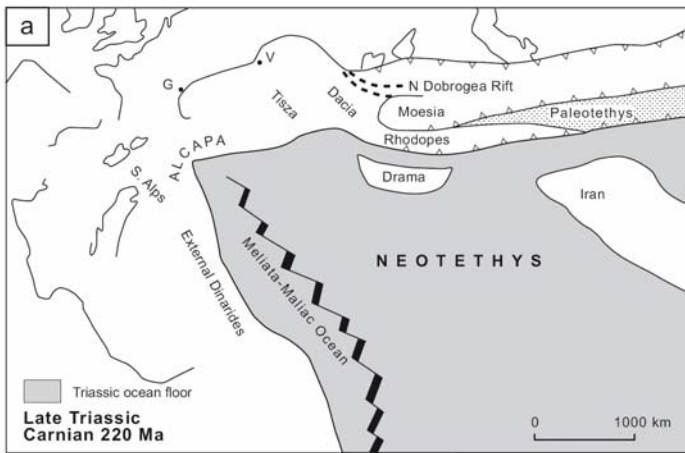 a
V
G
N Dobrogea Rift
Tisza
Dacia
Moesia
Paleotethys
Rhodopes
ALCAPA
S. Alps
Drama
Iran
External Dinarides
Meliata-Maliac Ocean
NEOTETHYS
Triassic ocean floor
Late Triassic
Carnian 220 Ma
0 1000 km